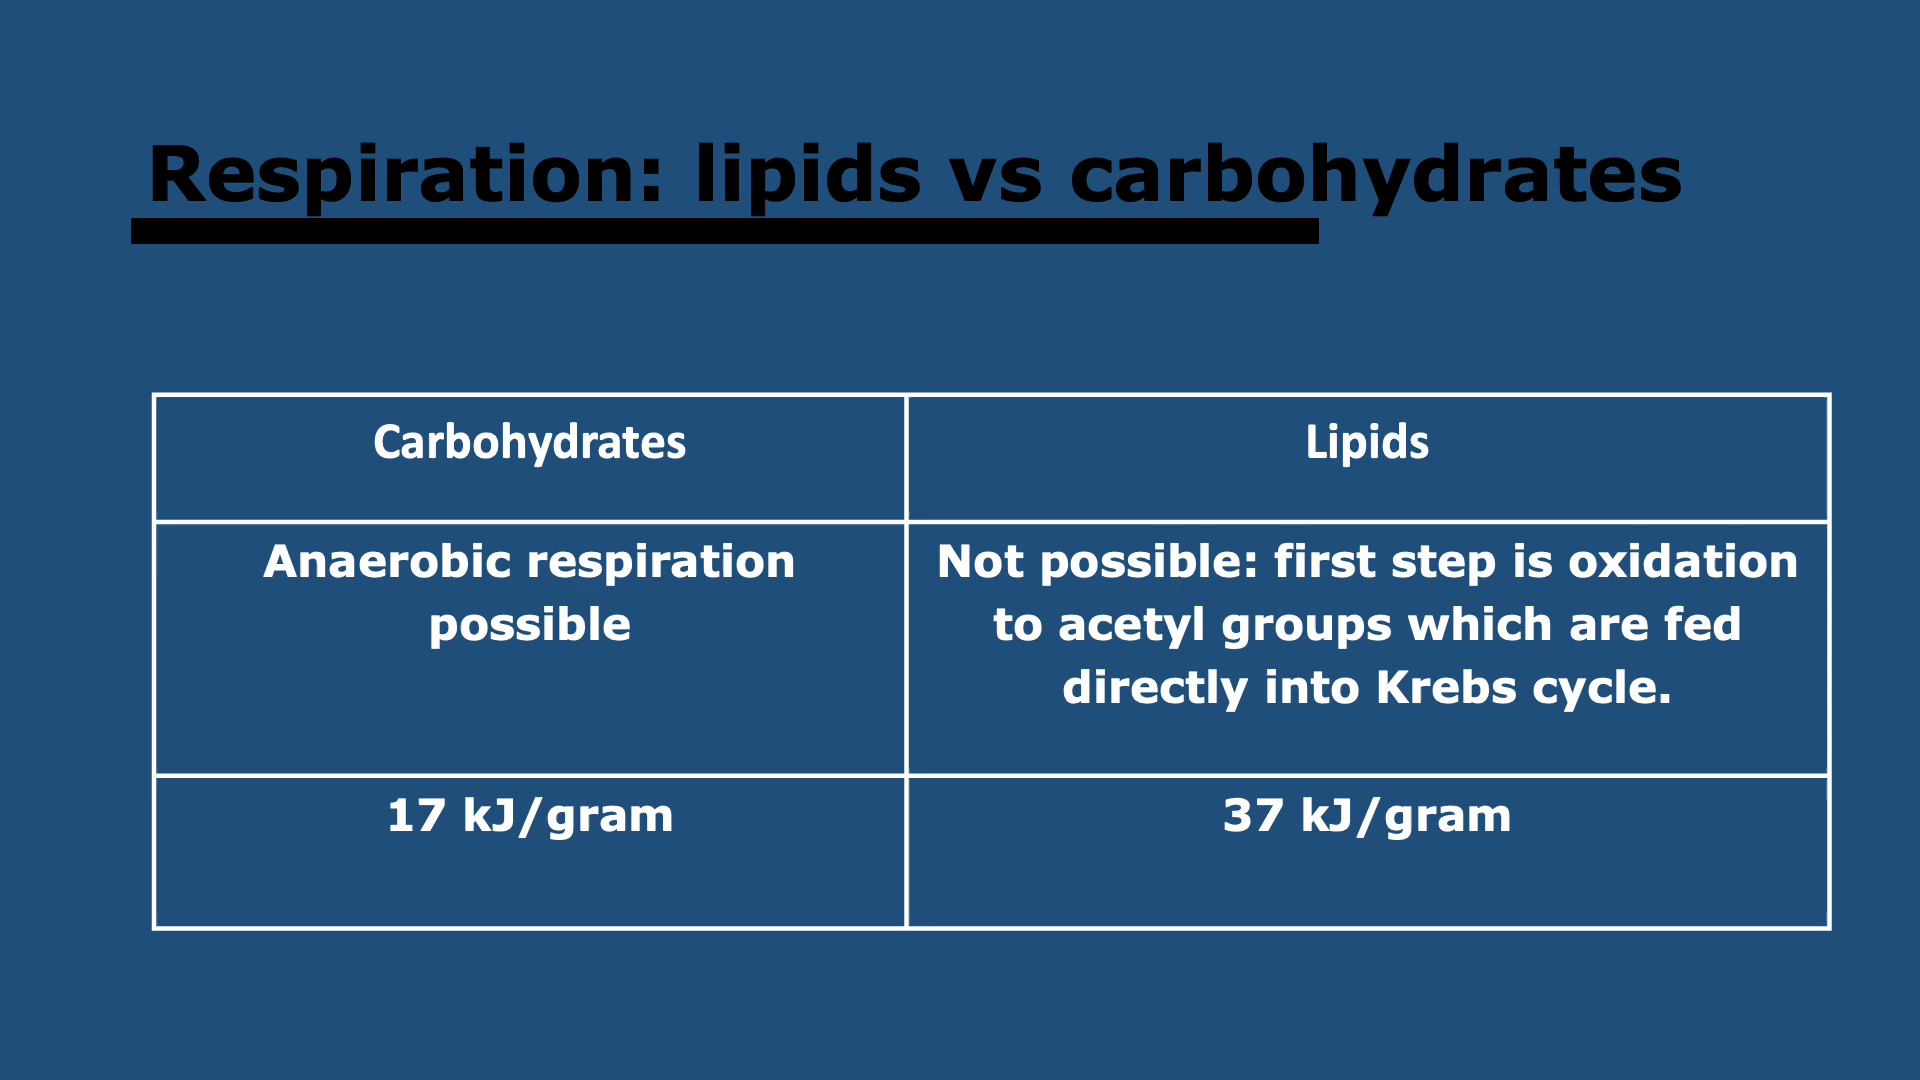 Respiration: lipids vs carbohydrates
Carbohydrates
Lipids
Anaerobic respiration
possible
Not possible: first step is oxidation
to acetyl groups which are fed
directly into Krebs cycle.
17 kJ/gram
37 kJ/gram